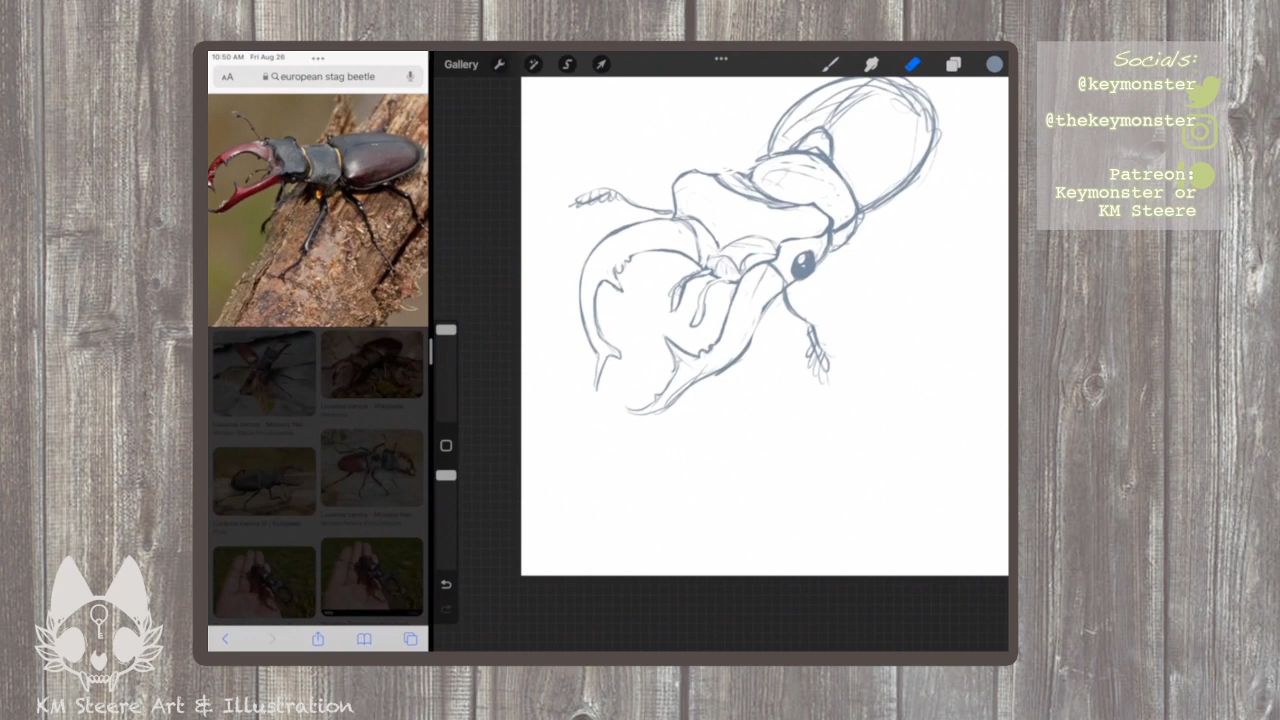 10:50 AM Fri Aug 26
AA european stag beetle
Gallery
Socials:
@keymonster
@thekeymonster
Patreon:
Keymonster or
KM Steere
KM Steere Art & Illustration